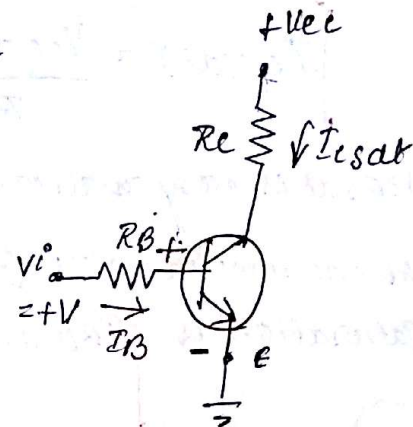 +Vcc
Rc
Icsat
RB
+
Vi
=+V
IB
-
E